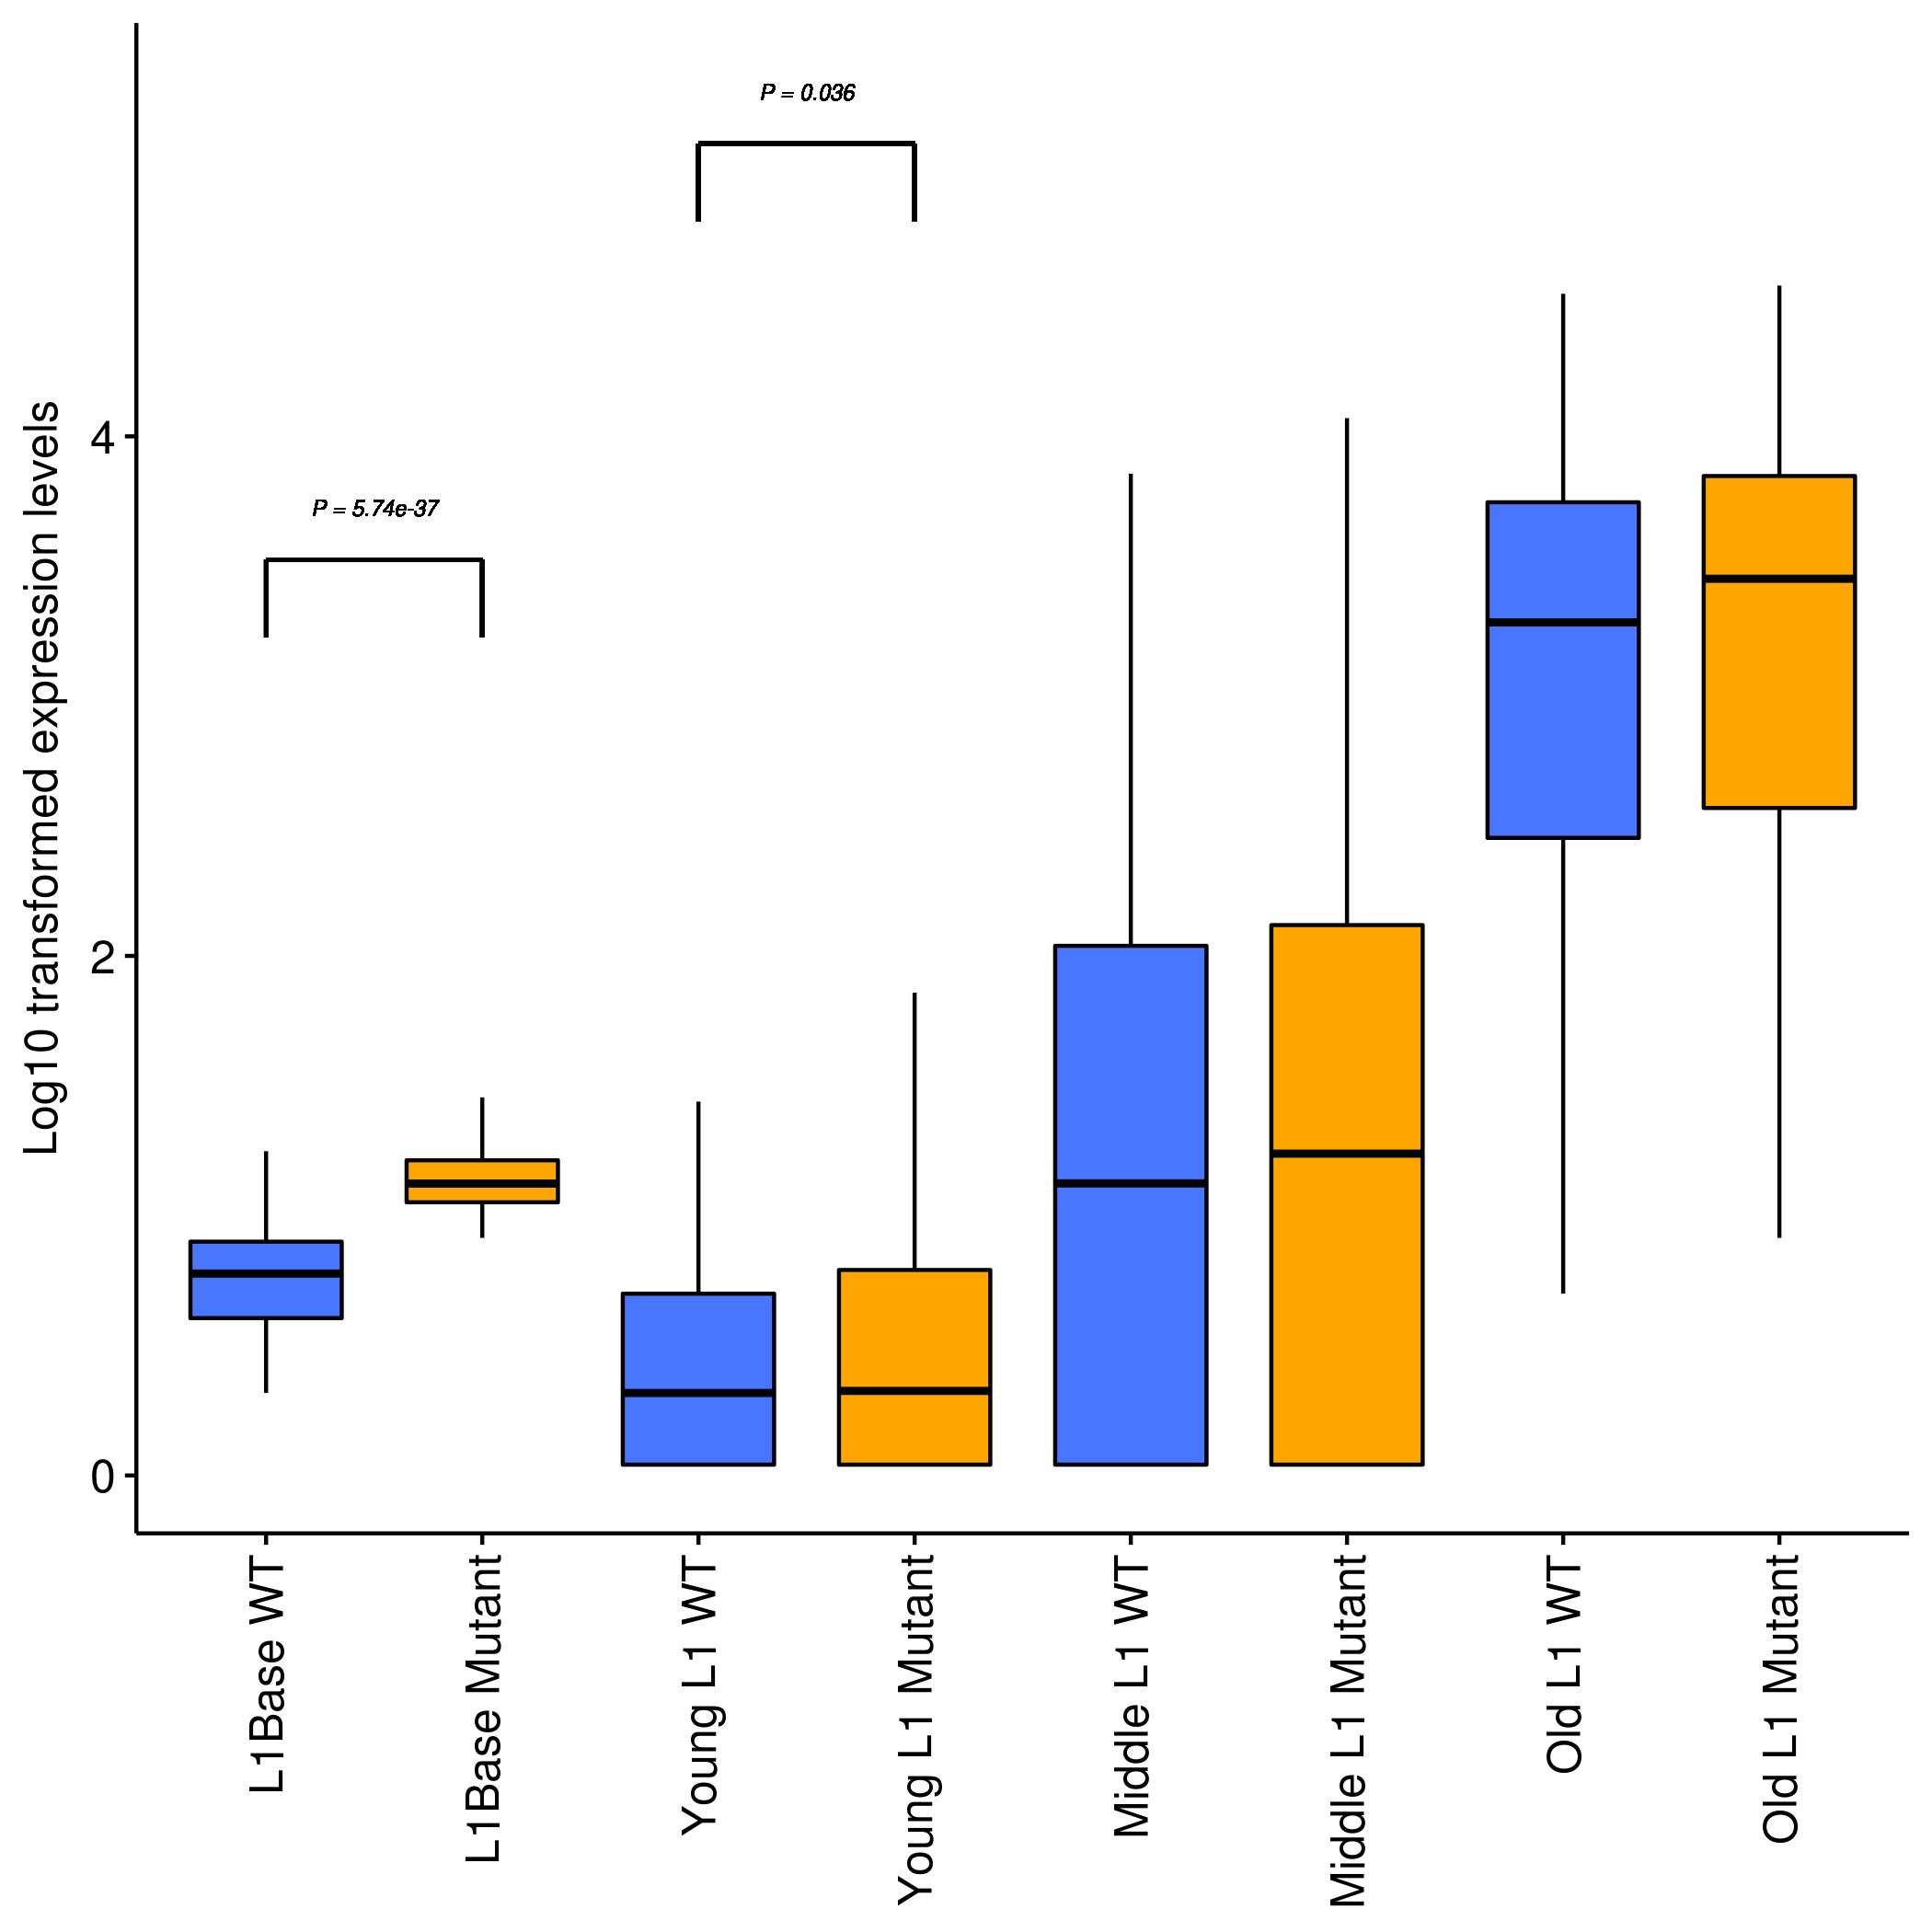 P = 0.036
P = 5.74e-37
Log10 transformed expression levels
4
2
0
L1Base WT
L1Base Mutant
Young L1 WT
Young L1 Mutant
Middle L1 WT
Middle L1 Mutant
Old L1 WT
Old L1 Mutant